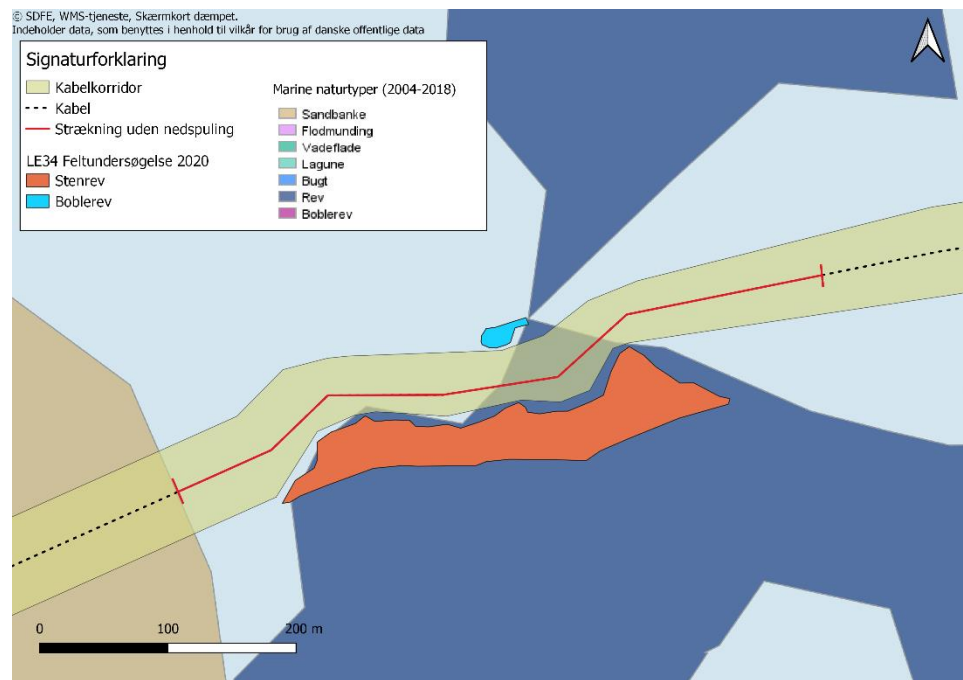 © SDFE, WMS-tjeneste, Skærmkort dæmpet.
Indeholder data, som benyttes i henhold til vilkår for brug af danske offentlige data
Signaturforklaring
Kabelkorridor
Kabel
Strækning uden nedspuling
LE34 Feltundersøgelse 2020
Stenrev
Boblerev
Marine naturtyper (2004-2018)
Sandbanke
Flodmunding
Vadeflade
Lagune
Bugt
Rev
Boblerev
0 100 200 m